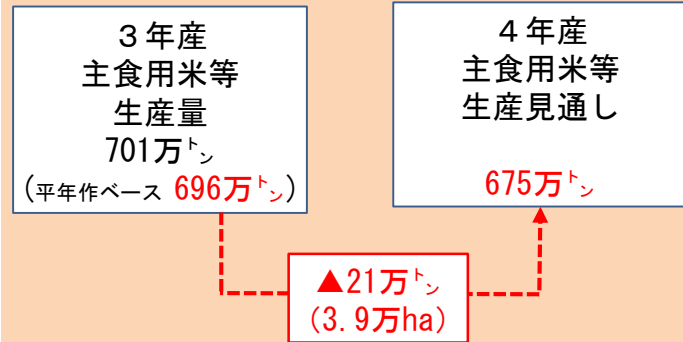 ３年産
主食用米等
生産量
701万㌧
(平年作ベース 696万㌧)
４年産
主食用米等
生産見通し
675万㌧
▲21万㌧
(3.9万ha)